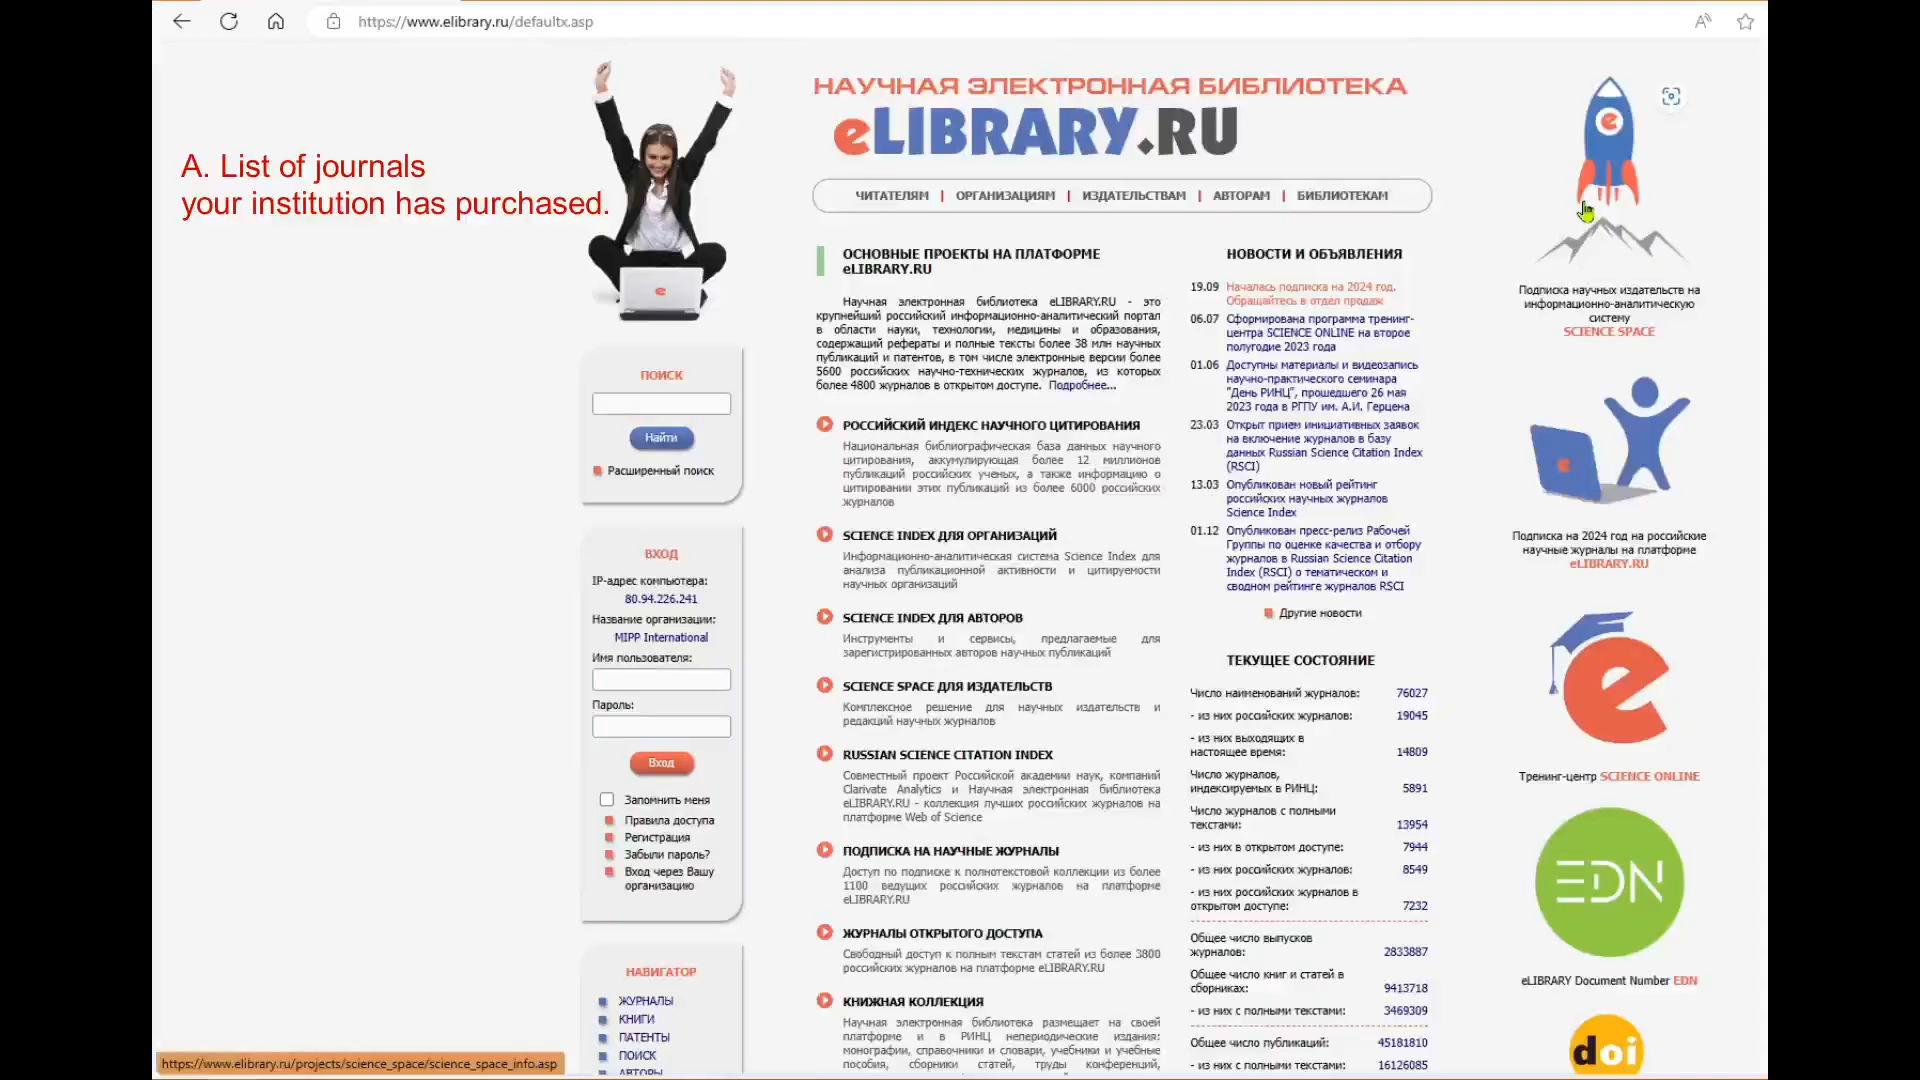 https://www.elibrary.ru/defaultx.asp
A. List of journals
your institution has purchased.
НАУЧНАЯ ЭЛЕКТРОННАЯ БИБЛИОТЕКА
eLIBRARY.RU
ЧИТАТЕЛЯМ | ОРГАНИЗАЦИЯМ | ИЗДАТЕЛЬСТВАМ | АВТОРАМ | БИБЛИОТЕКАМ
ПОИСК
Найти
Расширенный поиск
ВХОД
IP-адрес компьютера:
80.94.226.241
Название организации:
MIPP International
Имя пользователя:
Пароль:
Вход
Запомнить меня
Правила доступа
Регистрация
Забыли пароль?
Вход через Вашу
организацию
НАВИГАТОР
ЖУРНАЛЫ
КНИГИ
ПАТЕНТЫ
ПОИСК
АВТОРЫ
ОСНОВНЫЕ ПРОЕКТЫ НА ПЛАТФОРМЕ
eLIBRARY.RU
Научная электронная библиотека eLIBRARY.RU - это
крупнейший российский информационно-аналитический портал
в области науки, технологии, медицины и образования,
содержащий рефераты и полные тексты более 38 млн научных
публикаций и патентов, в том числе электронные версии более
5600 российских научно-технических журналов, из которых
более 4800 журналов в открытом доступе. Подробнее...
РОССИЙСКИЙ ИНДЕКС НАУЧНОГО ЦИТИРОВАНИЯ
Национальная библиографическая база данных научного
цитирования, аккумулирующая более 12 миллионов
публикаций российских ученых, а также информацию о
цитировании этих публикаций из более 6000 российских
журналов
SCIENCE INDEX ДЛЯ ОРГАНИЗАЦИЙ
Информационно-аналитическая система Science Index для
анализа публикационной активности и цитируемости
научных организаций
SCIENCE INDEX ДЛЯ АВТОРОВ
Инструменты и сервисы, предлагаемые для
зарегистрированных авторов научных публикаций
SCIENCE SPACE ДЛЯ ИЗДАТЕЛЬСТВ
Комплексное решение для научных издательств и
редакций научных журналов
RUSSIAN SCIENCE CITATION INDEX
Совместный проект Российской академии наук, компаний
Clarivate Analytics и Научная электронная библиотека
eLIBRARY.RU - коллекция лучших российских журналов на
платформе Web of Science
ПОДПИСКА НА НАУЧНЫЕ ЖУРНАЛЫ
Доступ по подписке к полнотекстовой коллекции из более
1100 ведущих российских журналов на платформе
eLIBRARY.RU
ЖУРНАЛЫ ОТКРЫТОГО ДОСТУПА
Свободный доступ к полным текстам статей из более 3800
российских журналов на платформе eLIBRARY.RU
КНИЖНАЯ КОЛЛЕКЦИЯ
Научная электронная библиотека размещает на своей
платформе и в РИНЦ непериодические издания:
монографии, справочники и словари, учебники и учебные
пособия, сборники статей, труды конференций,
НОВОСТИ И ОБЪЯВЛЕНИЯ
19.09 Началась подписка на 2024 год.
Обращайтесь в отдел продаж
06.07 Сформирована программа тренинг-
центра SCIENCE ONLINE на второе
полугодие 2023 года
01.06 Доступны материалы и видеозапись
научно-практического семинара
"День РИНЦ", прошедшего 26 мая
2023 года в РГПУ им. А.И. Герцена
23.03 Открыт прием инициативных заявок
на включение журналов в базу
данных Russian Science Citation Index
(RSCI)
13.03 Опубликован новый рейтинг
российских научных журналов
Science Index
01.12 Опубликован пресс-релиз Рабочей
Группы по оценке качества и отбору
журналов в Russian Science Citation
Index (RSCI) о тематическом и
сводном рейтинге журналов RSCI
Другие новости
ТЕКУЩЕЕ СОСТОЯНИЕ
Число наименований журналов: 76027
- из них российских журналов: 19045
- из них выходящих в
настоящее время: 14809
Число журналов,
индексируемых в РИНЦ: 5891
Число журналов с полными
текстами: 13954
- из них в открытом доступе: 7944
- из них российских журналов: 8549
- из них российских журналов в
открытом доступе: 7232
Общее число выпусков
журналов: 2833887
Общее число книг и статей в
сборниках: 9413718
- из них с полными текстами: 3469309
Общее число публикаций: 45181810
- из них с полными текстами: 16126085
Подписка научных издательств на
информационно-аналитическую
систему
SCIENCE SPACE
Подписка на 2024 год на российские
научные журналы на платформе
eLIBRARY.RU
Тренинг-центр SCIENCE ONLINE
EDN
eLIBRARY Document Number EDN
doi
https://www.elibrary.ru/projects/science_space/science_space_info.asp